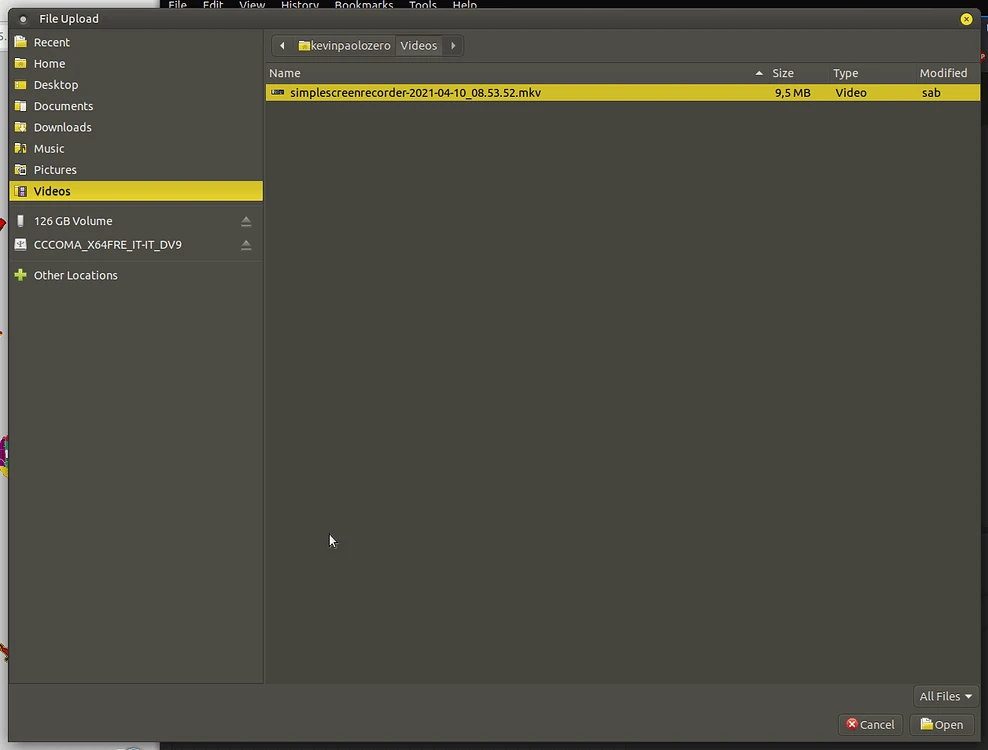 File Edit View History Bookmarks Tools Help
File Upload
Recent
Home
Desktop
Documents
Downloads
Music
Pictures
Videos
126 GB Volume
CCCOMA_X64FRE_IT-IT_DV9
Other Locations
kevinpaolozero Videos
Name Size Type Modified
simplescreenrecorder-2021-04-10_08.53.52.mkv 9,5 MB Video sab
All Files
Cancel Open